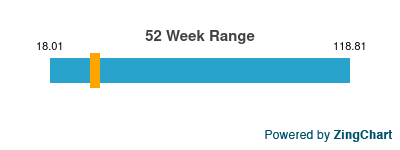 52 Week Range
18.01
118.81
Powered by ZingChart